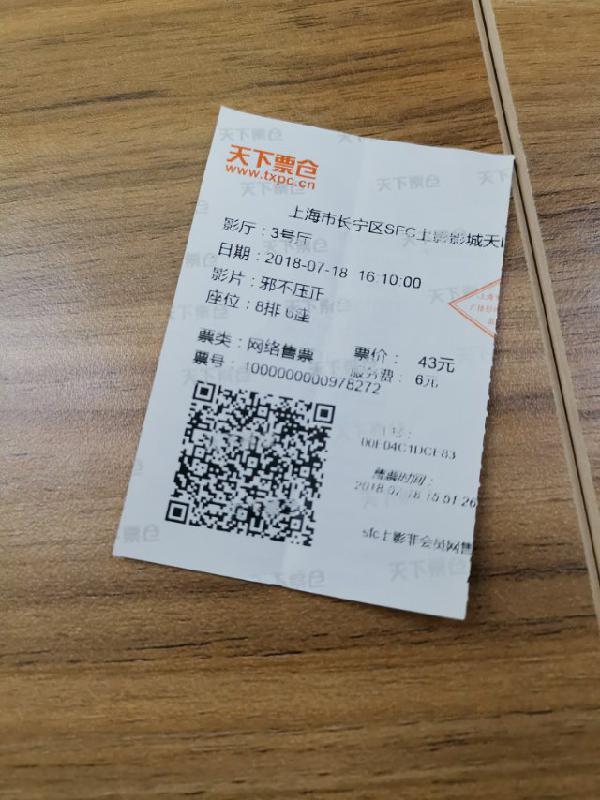 天下票仓
www.txpc.cn
上海市长宁区SFC上影影城天
影厅：3号厅
日期：2018-07-18 16:10:00
影片：邪不压正
座位：8排 6座
票类：网络售票 票价： 43元
服务费： 6元
票号：1000000000978272
售票时间：
2018-07-18 16:01:26
sfc上影非会员网售